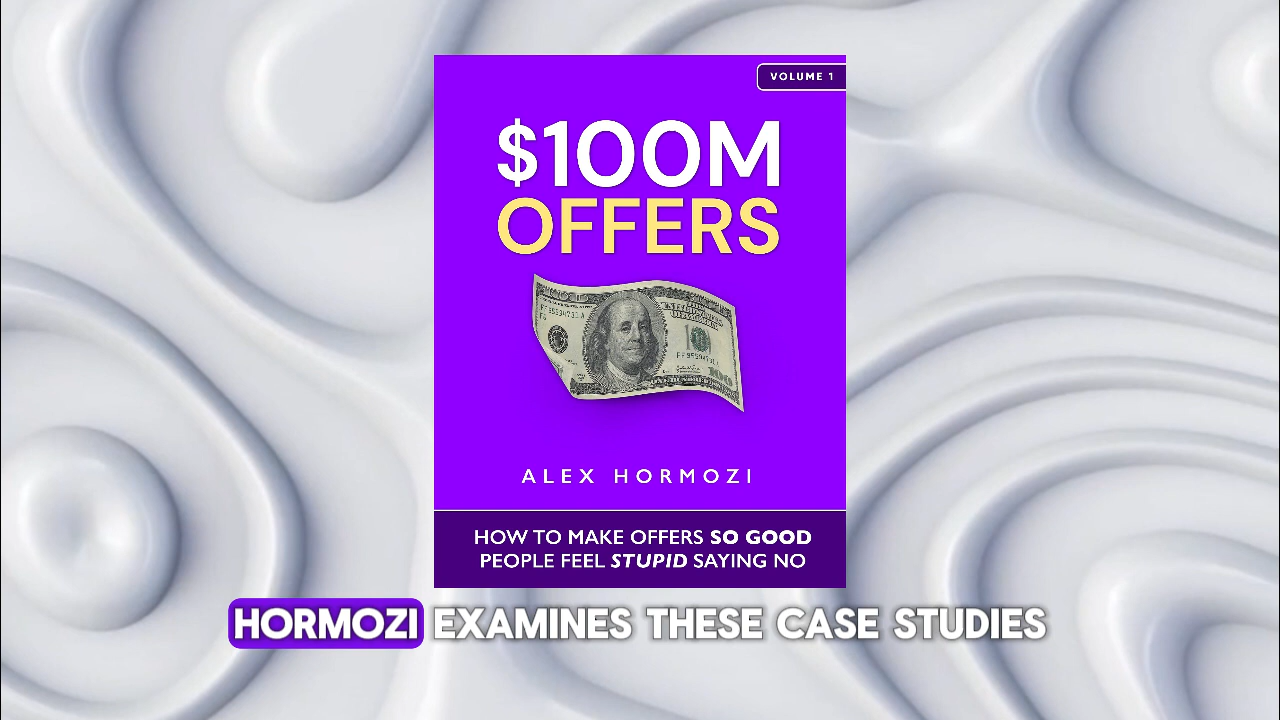 VOLUME 1
$100M
OFFERS
ALEX HORMOZI
HOW TO MAKE OFFERS SO GOOD
PEOPLE FEEL STUPID SAYING NO
HORMOZI EXAMINES THESE CASE STUDIES